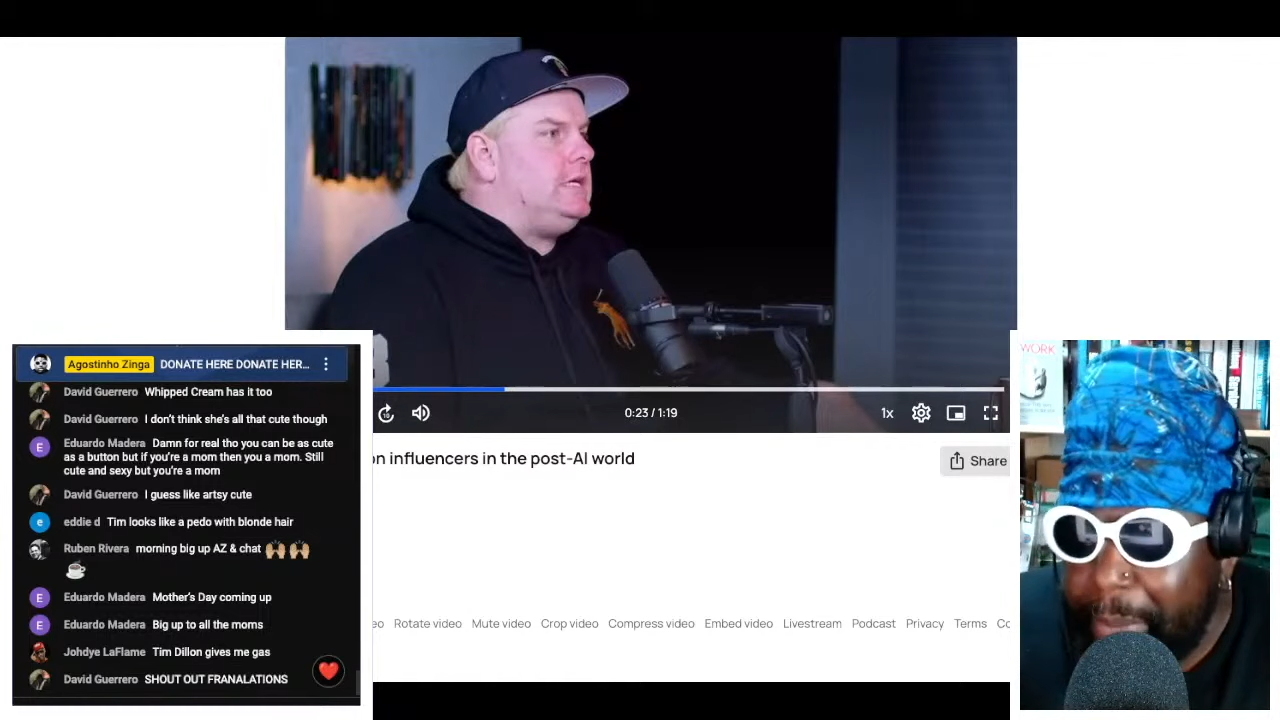 WORK
Agostinho Zinga DONATE HERE DONATE HER...
David Guerrero Whipped Cream has it too
David Guerrero I don't think she's all that cute though
Eduardo Madera Damn for real tho you can be as cute
as a button but if you're a mom then you a mom. Still
cute and sexy but you're a mom
David Guerrero I guess like artsy cute
eddie d Tim looks like a pedo with blonde hair
Ruben Rivera morning big up AZ & chat
Eduardo Madera Mother's Day coming up
Eduardo Madera Big up to all the moms
Johdye LaFlame Tim Dillon gives me gas
David Guerrero SHOUT OUT FRANALATIONS
E
E
e
E
E
10
0:23 / 1:19
1x
on influencers in the post-AI world
Share
eo Rotate video Mute video Crop video Compress video Embed video Livestream Podcast Privacy Terms Co